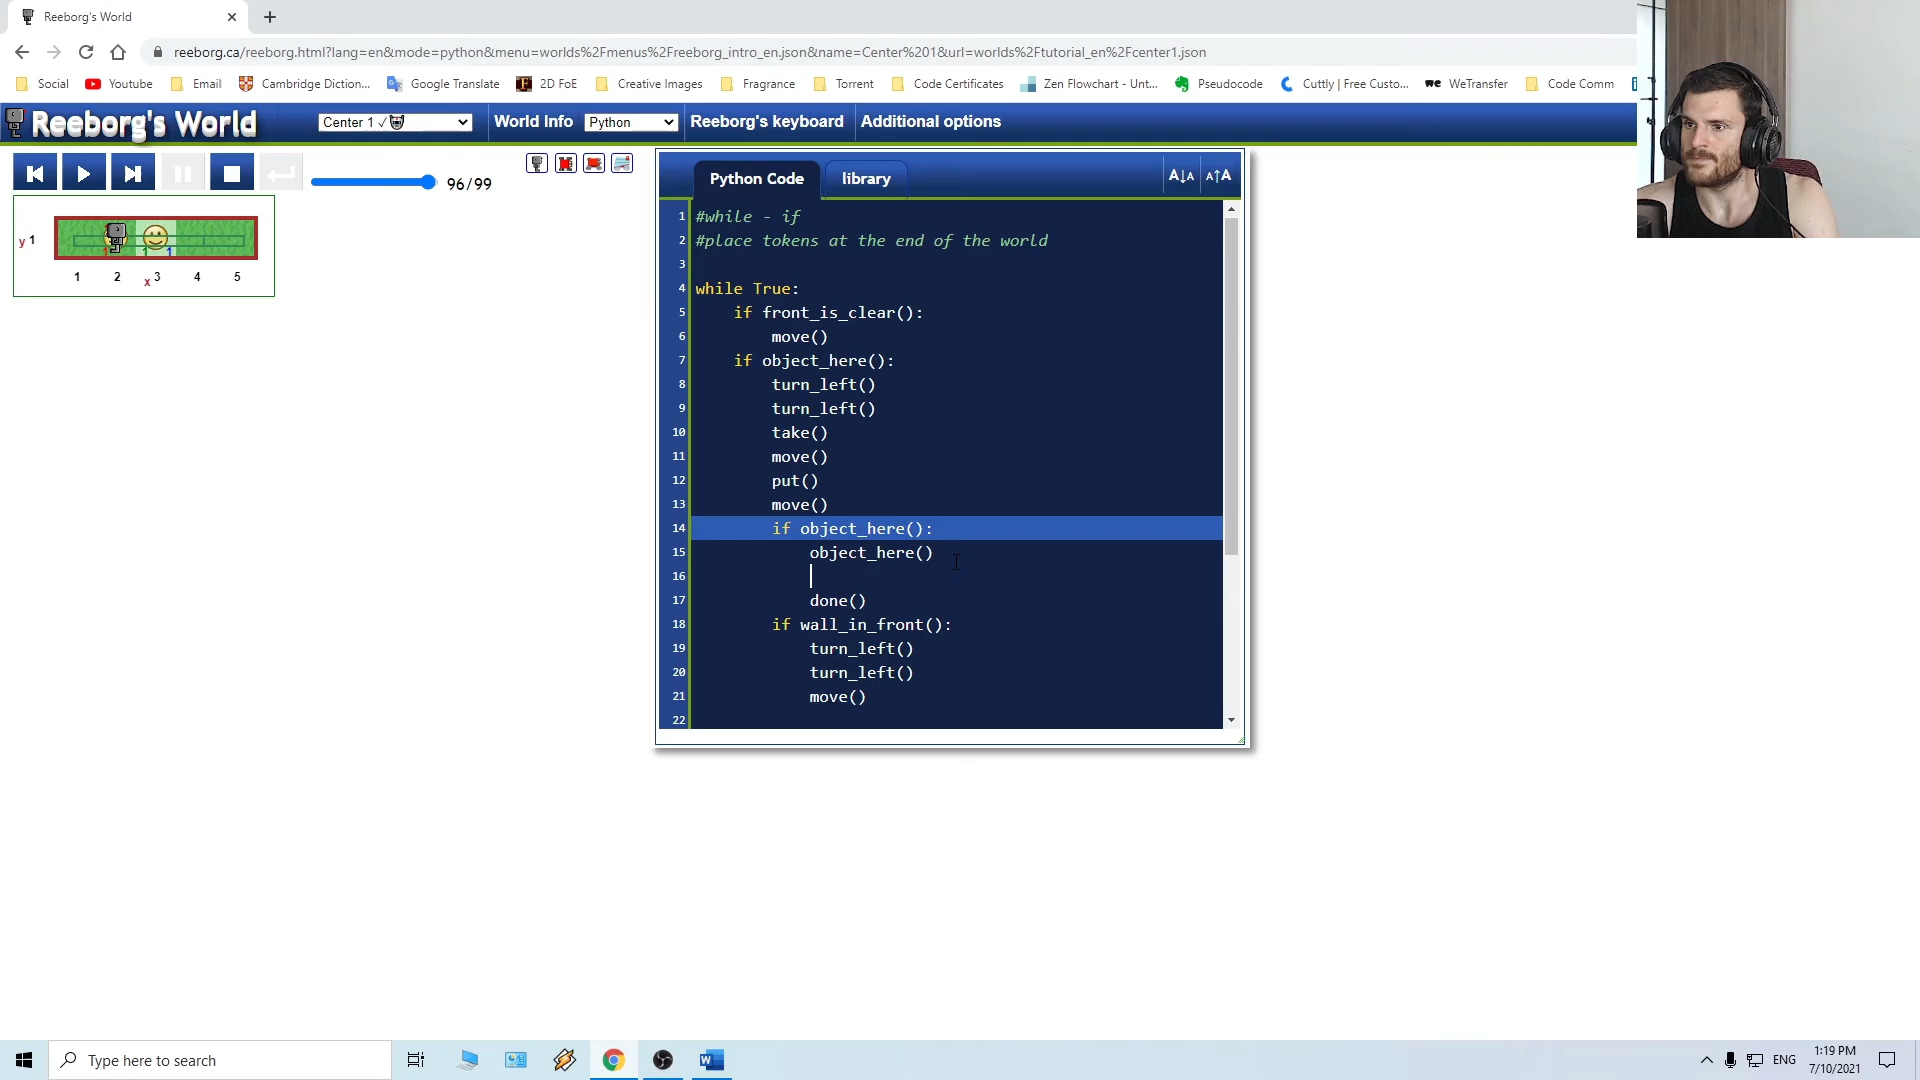 Reeborg's World
reeborg.ca/reeborg.html?lang=en&mode=python&menu=worlds%2Fmenus%2Freeborg_intro_en.json&name=Center%201&url=worlds%2Ftutorial_en%2Fcenter1.json
Social Youtube Email Cambridge Diction... Google Translate 2D FoE Creative Images Fragrance Torrent Code Certificates Zen Flowchart - Unt... Pseudocode Cuttly | Free Custo... WeTransfer Code Comm
Reeborg's World Center 1 ✓ World Info Python Reeborg's keyboard Additional options
96/99
Python Code library A↓A A↑A
y 1
1 1 1
1 2 x 3 4 5
1 #while - if
2 #place tokens at the end of the world
3
4 while True:
5 if front_is_clear():
6 move()
7 if object_here():
8 turn_left()
9 turn_left()
10 take()
11 move()
12 put()
13 move()
14 if object_here():
15 object_here()
16
17 done()
18 if wall_in_front():
19 turn_left()
20 turn_left()
21 move()
22
Type here to search
ENG
1:19 PM
7/10/2021